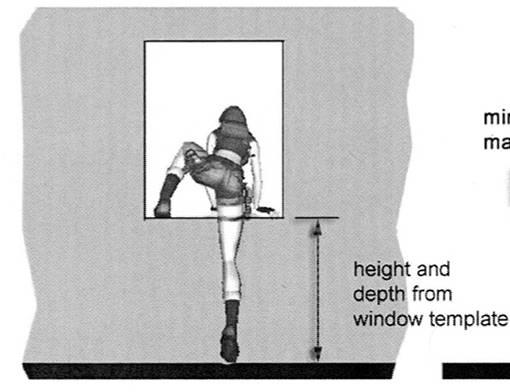 height and
depth from
window template